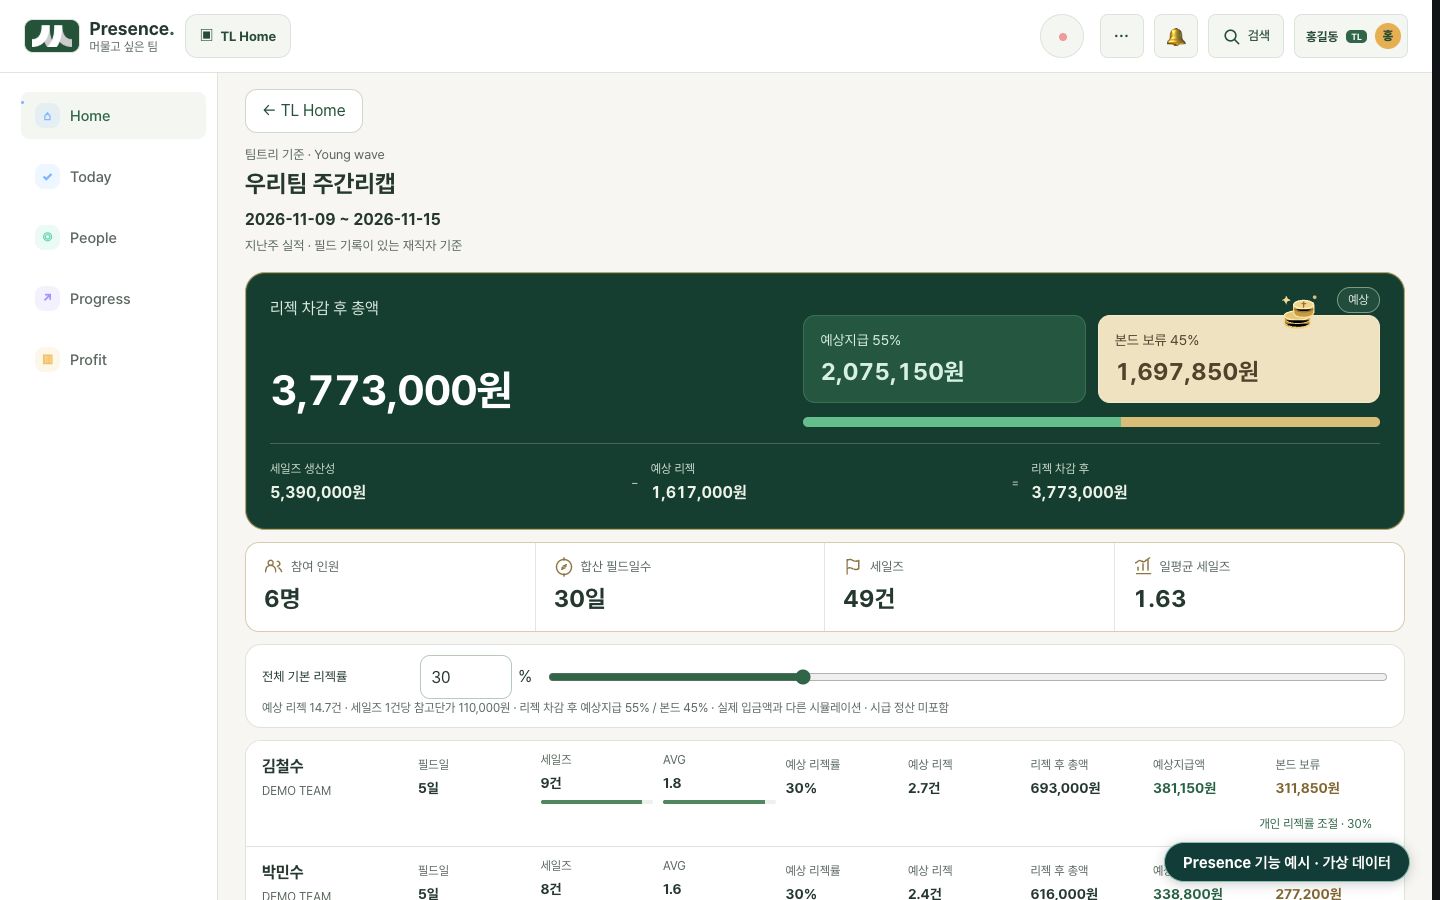 Presence.
머물고 싶은 팀
TL Home
···
검색
홍길동 TL 홍
Home
Today
People
Progress
Profit
← TL Home
팀트리 기준 · Young wave
우리팀 주간리캡
2026-11-09 ~ 2026-11-15
지난주 실적 · 필드 기록이 있는 재직자 기준
리젝 차감 후 총액
예상
3,773,000원
예상지급 55%
2,075,150원
본드 보류 45%
1,697,850원
세일즈 생산성
5,390,000원
−
예상 리젝
1,617,000원
=
리젝 차감 후
3,773,000원
참여 인원
6명
합산 필드일수
30일
세일즈
49건
일평균 세일즈
1.63
전체 기본 리젝률
30 %
예상 리젝 14.7건 · 세일즈 1건당 참고단가 110,000원 · 리젝 차감 후 예상지급 55% / 본드 45% · 실제 입금액과 다른 시뮬레이션 · 시급 정산 미포함
김철수
DEMO TEAM
필드일
5일
세일즈
9건
AVG
1.8
예상 리젝률
30%
예상 리젝
2.7건
리젝 후 총액
693,000원
예상지급액
381,150원
본드 보류
311,850원
개인 리젝률 조절 · 30%
박민수
DEMO TEAM
필드일
5일
세일즈
8건
AVG
1.6
예상 리젝률
30%
예상 리젝
2.4건
리젝 후 총액
616,000원
338,800원
277,200원
Presence 기능 예시 · 가상 데이터